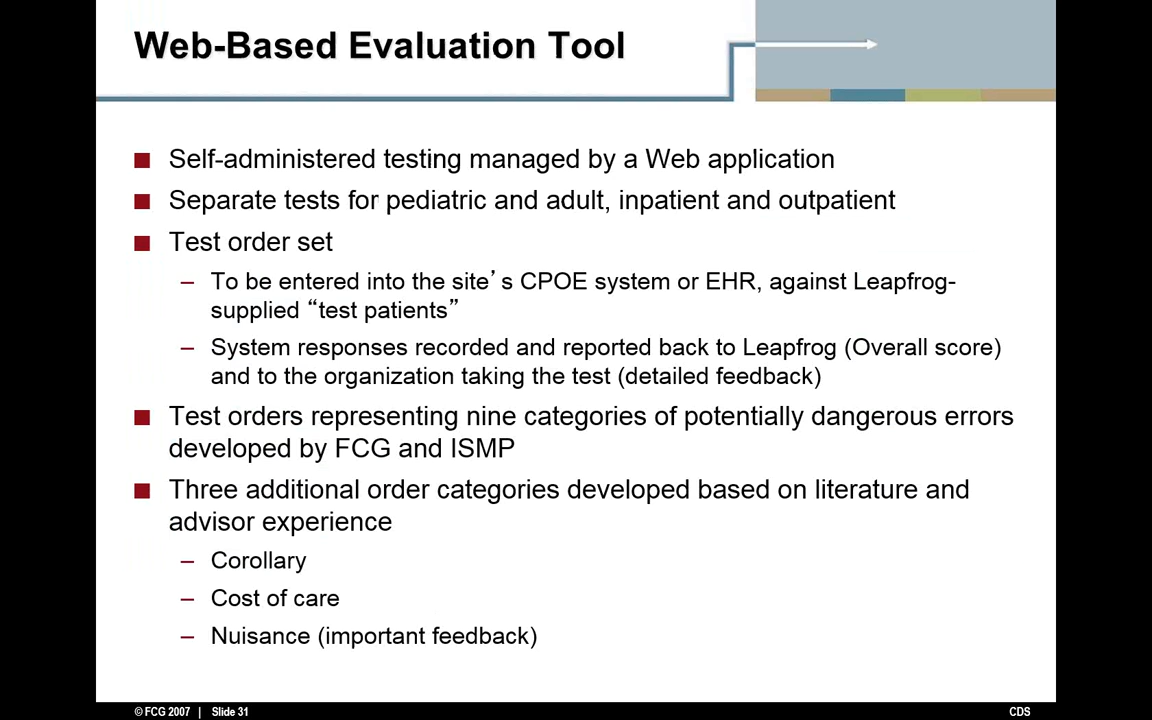 Web-Based Evaluation Tool
■ Self-administered testing managed by a Web application
■ Separate tests for pediatric and adult, inpatient and outpatient
■ Test order set
– To be entered into the site’s CPOE system or EHR, against Leapfrog-
supplied “test patients”
– System responses recorded and reported back to Leapfrog (Overall score)
and to the organization taking the test (detailed feedback)
■ Test orders representing nine categories of potentially dangerous errors
developed by FCG and ISMP
■ Three additional order categories developed based on literature and
advisor experience
– Corollary
– Cost of care
– Nuisance (important feedback)
© FCG 2007 | Slide 31
CDS